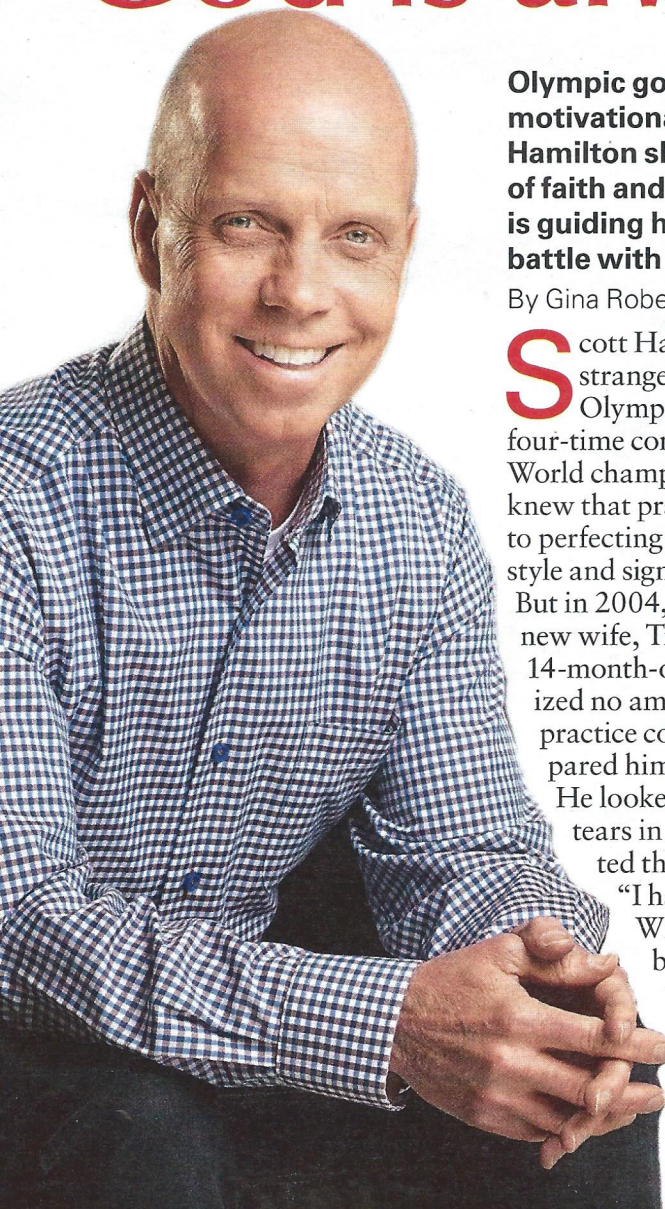 Olympic go
motivationa
Hamilton sh
of faith and
is guiding h
battle with
By Gina Robe
Scott Ha
strange
Olymp
four-time con
World champ
knew that pra
to perfecting
style and sign
But in 2004,
new wife, T
14-month-o
ized no am
practice co
pared him
He looke
tears in
ted th
"I h
W
b